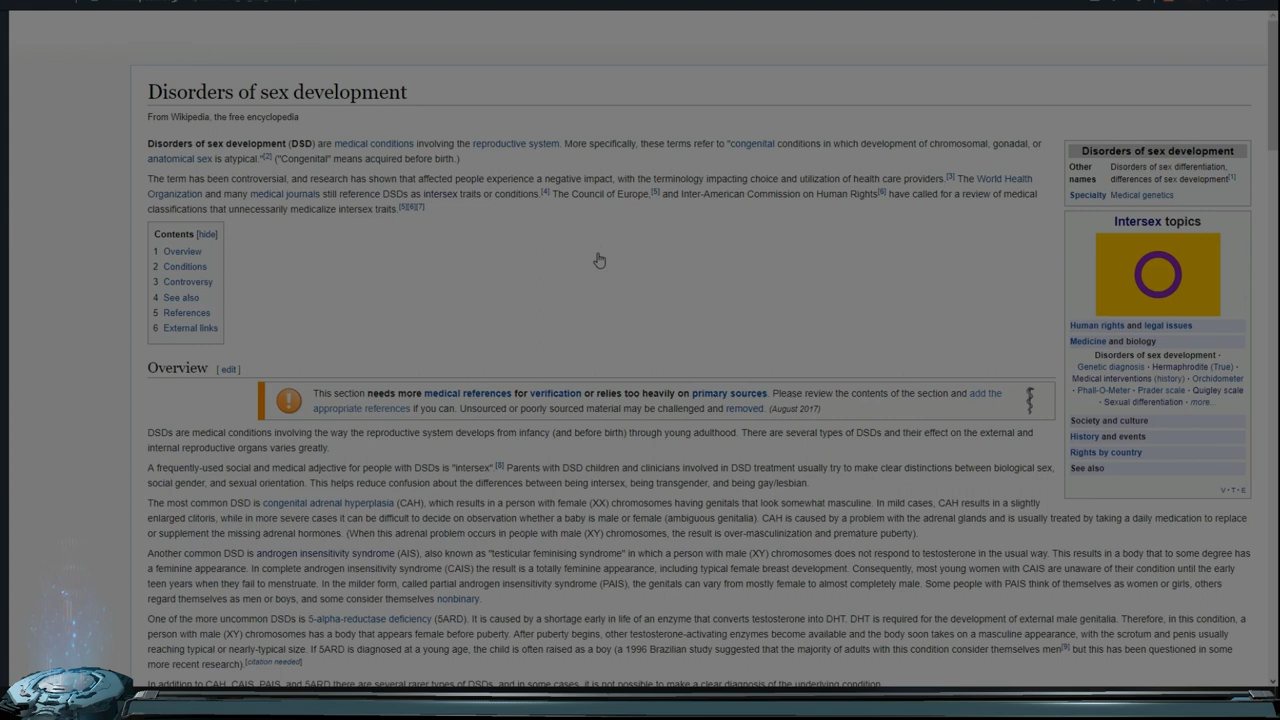 Disorders of sex development
From Wikipedia, the free encyclopedia
Disorders of sex development (DSD) are medical conditions involving the reproductive system. More specifically, these terms refer to "congenital conditions in which development of chromosomal, gonadal, or
anatomical sex is atypical."[2] ("Congenital" means acquired before birth.)
The term has been controversial, and research has shown that affected people experience a negative impact, with the terminology impacting choice and utilization of health care providers.[3] The World Health
Organization and many medical journals still reference DSDs as intersex traits or conditions.[4] The Council of Europe,[5] and Inter-American Commission on Human Rights[6] have called for a review of medical
classifications that unnecessarily medicalize intersex traits.[5][6][7]
Contents [hide]
1 Overview
2 Conditions
3 Controversy
4 See also
5 References
6 External links
Disorders of sex development
Other Disorders of sex differentiation,
names differences of sex development[1]
Specialty Medical genetics
Intersex topics
Human rights and legal issues
Medicine and biology
Disorders of sex development ·
Genetic diagnosis · Hermaphrodite (True) ·
Medical interventions (history) · Orchidometer
· Phall-O-Meter · Prader scale · Quigley scale
· Sexual differentiation · more...
Society and culture
History and events
Rights by country
See also
V · T · E
Overview [ edit ]
This section needs more medical references for verification or relies too heavily on primary sources. Please review the contents of the section and add the
appropriate references if you can. Unsourced or poorly sourced material may be challenged and removed. (August 2017)
DSDs are medical conditions involving the way the reproductive system develops from infancy (and before birth) through young adulthood. There are several types of DSDs and their effect on the external and
internal reproductive organs varies greatly.
A frequently-used social and medical adjective for people with DSDs is "intersex".[8] Parents with DSD children and clinicians involved in DSD treatment usually try to make clear distinctions between biological sex,
social gender, and sexual orientation. This helps reduce confusion about the differences between being intersex, being transgender, and being gay/lesbian.
The most common DSD is congenital adrenal hyperplasia (CAH), which results in a person with female (XX) chromosomes having genitals that look somewhat masculine. In mild cases, CAH results in a slightly
enlarged clitoris, while in more severe cases it can be difficult to decide on observation whether a baby is male or female (ambiguous genitalia). CAH is caused by a problem with the adrenal glands and is usually treated by taking a daily medication to replace
or supplement the missing adrenal hormones. (When this adrenal problem occurs in people with male (XY) chromosomes, the result is over-masculinization and premature puberty).
Another common DSD is androgen insensitivity syndrome (AIS), also known as "testicular feminising syndrome" in which a person with male (XY) chromosomes does not respond to testosterone in the usual way. This results in a body that to some degree has
a feminine appearance. In complete androgen insensitivity syndrome (CAIS) the result is a totally feminine appearance, including typical female breast development. Consequently, most young women with CAIS are unaware of their condition until the early
teen years when they fail to menstruate. In the milder form, called partial androgen insensitivity syndrome (PAIS), the genitals can vary from mostly female to almost completely male. Some people with PAIS think of themselves as women or girls, others
regard themselves as men or boys, and some consider themselves nonbinary.
One of the more uncommon DSDs is 5-alpha-reductase deficiency (5ARD). It is caused by a shortage early in life of an enzyme that converts testosterone into DHT. DHT is required for the development of external male genitalia. Therefore, in this condition, a
person with male (XY) chromosomes has a body that appears female before puberty. After puberty begins, other testosterone-activating enzymes become available and the body soon takes on a masculine appearance, with the scrotum and penis usually
reaching typical or nearly-typical size. If 5ARD is diagnosed at a young age, the child is often raised as a boy (a 1996 Brazilian study suggested that the majority of adults with this condition consider themselves men[9] but this has been questioned in some
more recent research).[citation needed]
In addition to CAH, CAIS, PAIS, and 5ARD there are several rarer types of DSDs, and in some cases, it is not possible to make a clear diagnosis of the underlying condition.